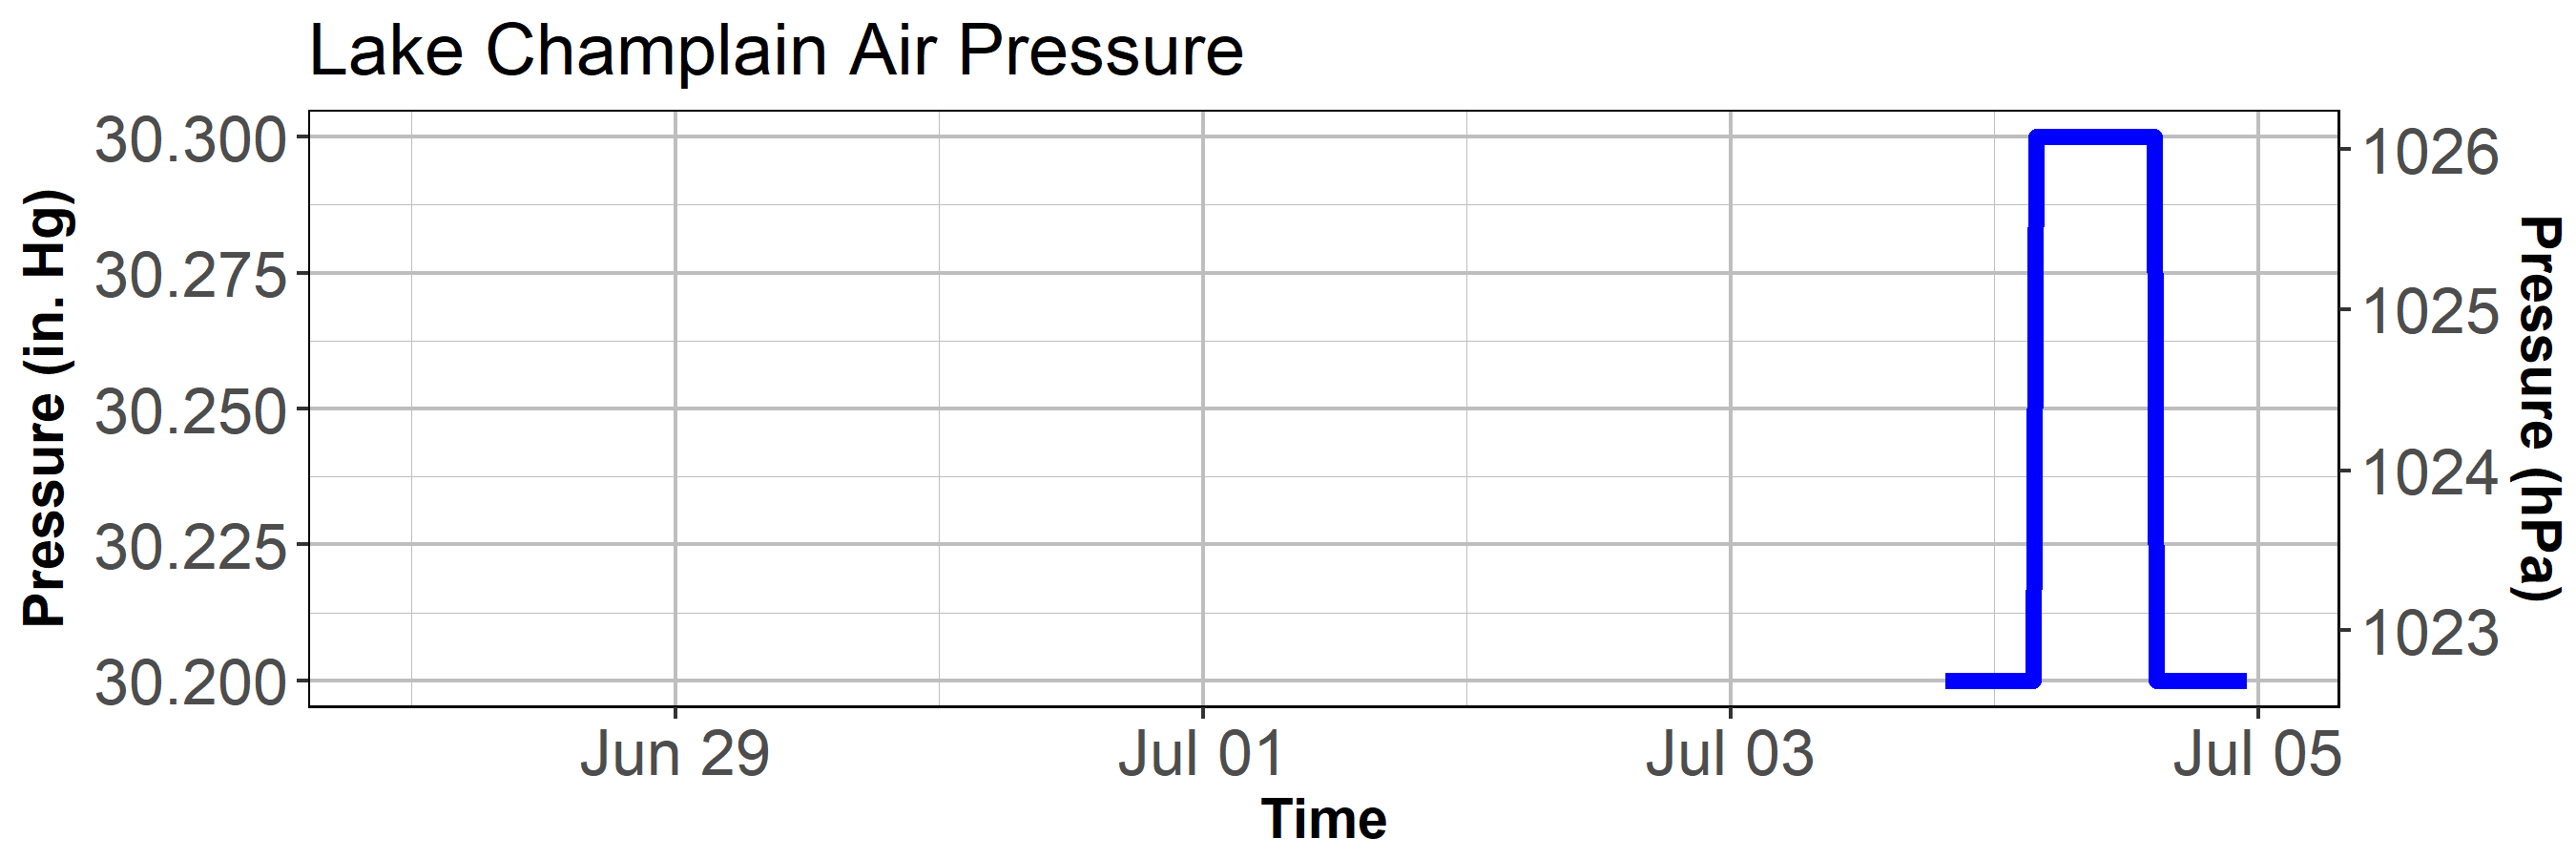 Lake Champlain Air Pressure
Pressure (in. Hg)
30.300
30.275
30.250
30.225
30.200
1026
1025
1024
1023
Pressure (hPa)
Jun 29
Jul 01
Jul 03
Jul 05
Time